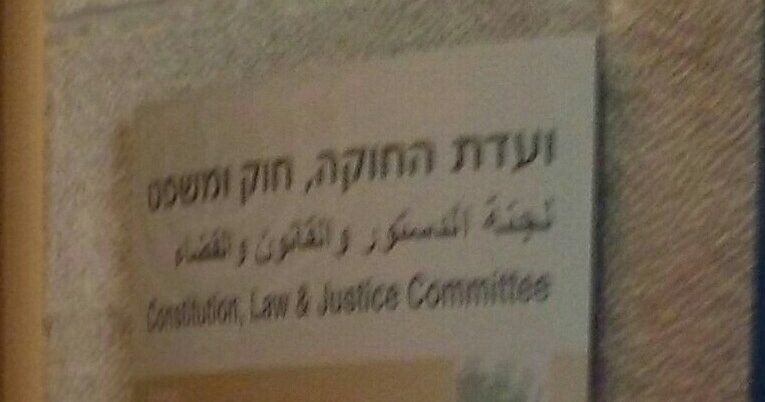 ועדת החוקה, חוק ומשפט
لجنة الدستور والقانون والقضاء
Constitution, Law & Justice Committee